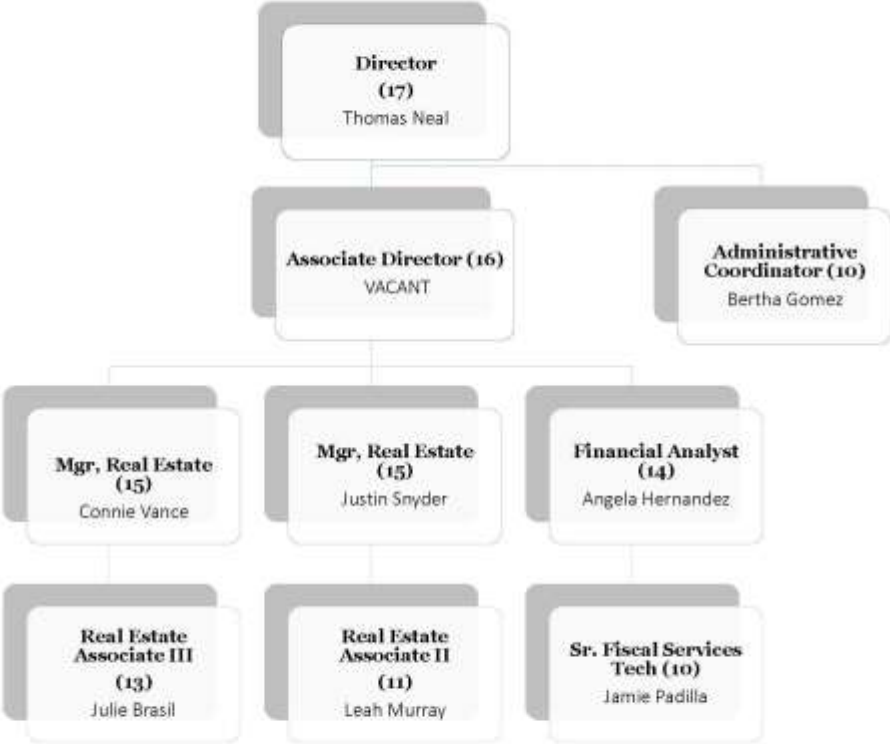 Director
(17)
Thomas Neal
Associate Director (16)
VACANT
Administrative
Coordinator (10)
Bertha Gomez
Mgr, Real Estate
(15)
Connie Vance
Mgr, Real Estate
(15)
Justin Snyder
Financial Analyst
(14)
Angela Hernandez
Real Estate
Associate III
(13)
Julie Brasil
Real Estate
Associate II
(11)
Leah Murray
Sr. Fiscal Services
Tech (10)
Jamie Padilla